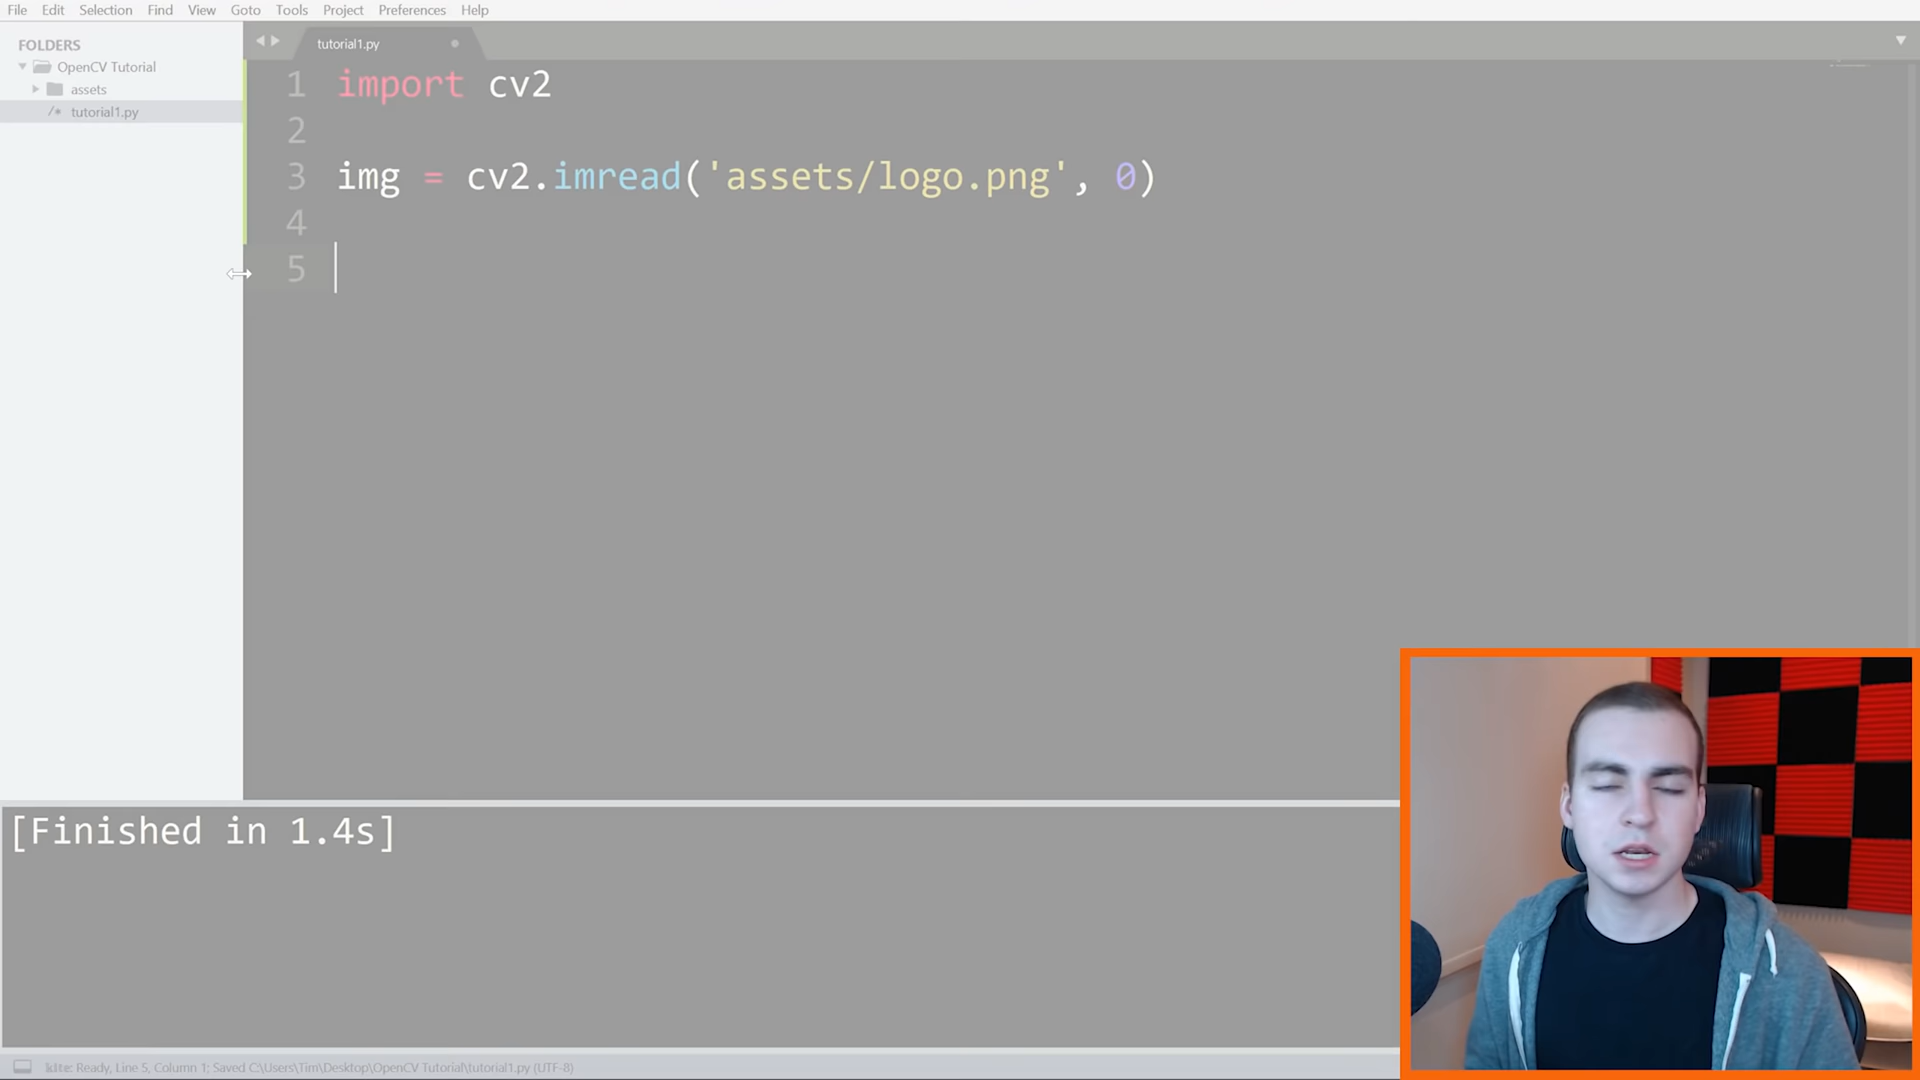 File Edit Selection Find View Goto Tools Project Preferences Help
FOLDERS
OpenCV Tutorial
assets
tutorial1.py
tutorial1.py
1 import cv2
2
3 img = cv2.imread('assets/logo.png', 0)
4
5
[Finished in 1.4s]
kite: Ready, Line 5, Column 1; Saved C:\Users\Tim\Desktop\OpenCV Tutorial\tutorial1.py (UTF-8)